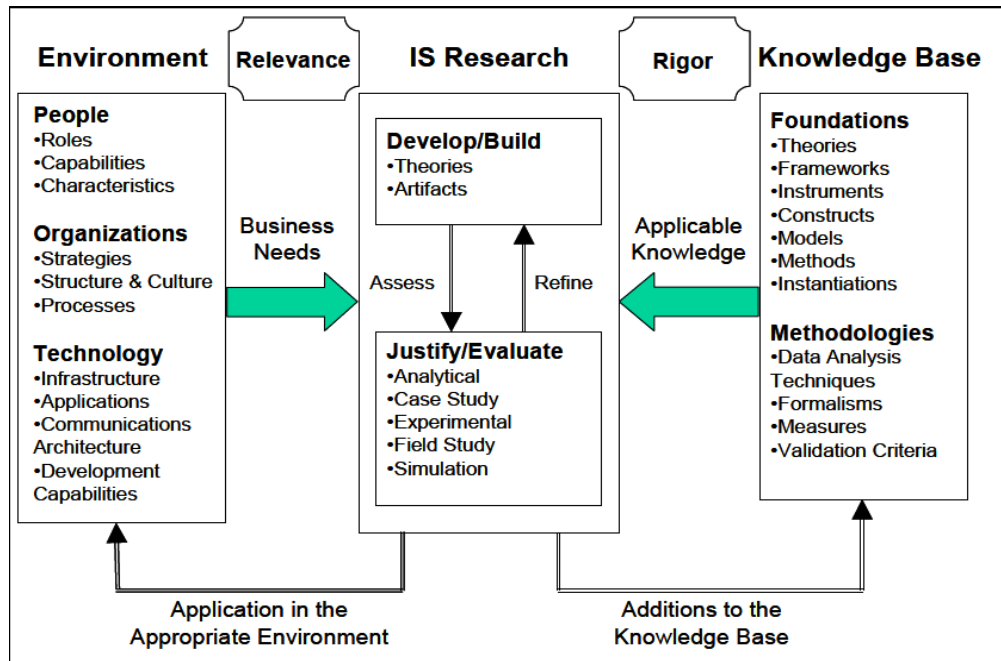 Environment
Relevance
IS Research
Rigor
Knowledge Base
People
•Roles
•Capabilities
•Characteristics
Organizations
•Strategies
•Structure & Culture
•Processes
Technology
•Infrastructure
•Applications
•Communications
Architecture
•Development
Capabilities
Business
Needs
Develop/Build
•Theories
•Artifacts
Assess
Refine
Justify/Evaluate
•Analytical
•Case Study
•Experimental
•Field Study
•Simulation
Applicable
Knowledge
Foundations
•Theories
•Frameworks
•Instruments
•Constructs
•Models
•Methods
•Instantiations
Methodologies
•Data Analysis
Techniques
•Formalisms
•Measures
•Validation Criteria
Application in the
Appropriate Environment
Additions to the
Knowledge Base